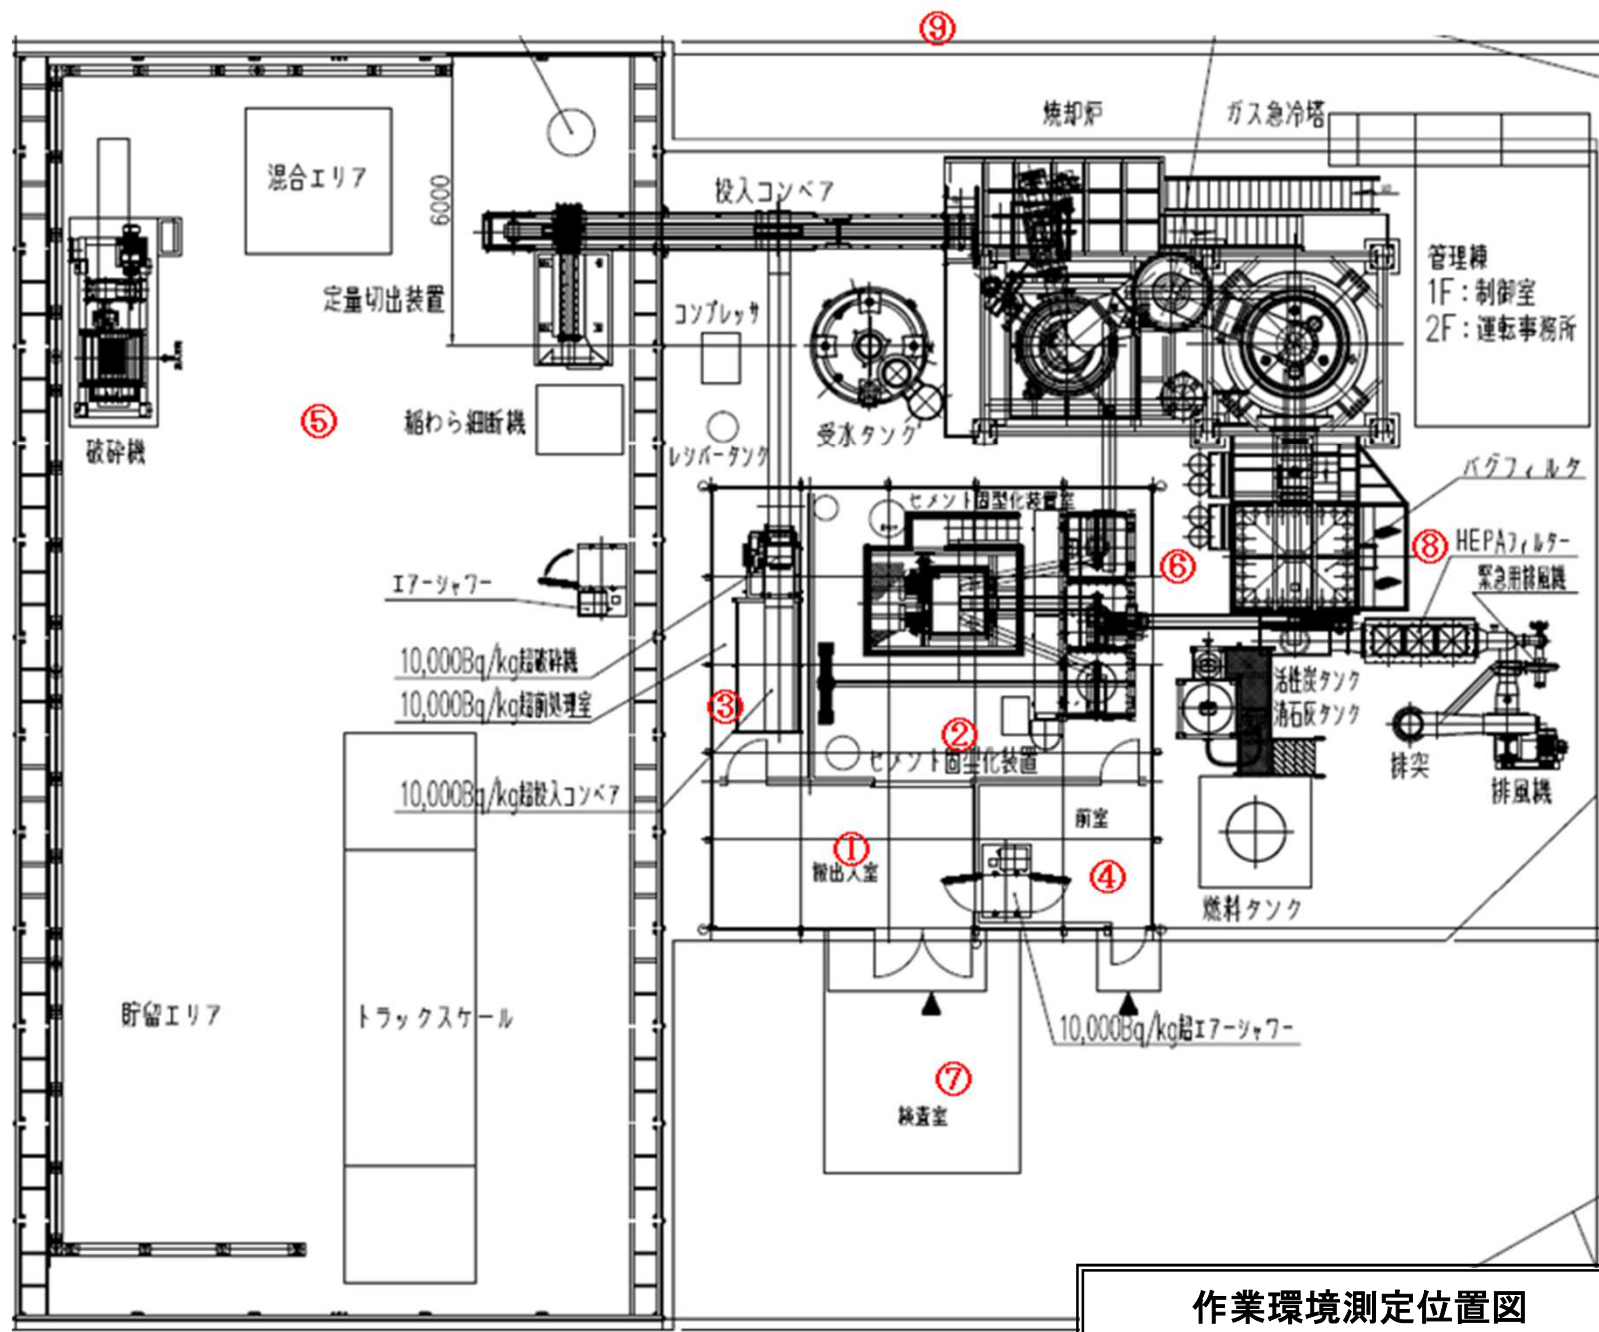 ⑨
焼却炉
ガス急冷塔
混合エリア
6000
投入コンベア
管理棟
1F：制御室
2F：運転事務所
定量切出装置
コンプレッサ
⑤
稲わら細断機
受水タンク
破砕機
レシバータンク
バグフィルタ
セメント固型化装置室
⑧
HEPAフィルター
⑥
緊急用排風機
エアーシャワー
10,000Bq/kg超破砕機
10,000Bq/kg超前処理室
③
活性炭タンク
消石灰タンク
②
セメント固型化装置
排突
10,000Bq/kg超投入コンベア
排風機
前室
①
搬出入室
④
燃料タンク
貯留エリア
トラックスケール
10,000Bq/kg超エアーシャワー
⑦
検査室
作業環境測定位置図